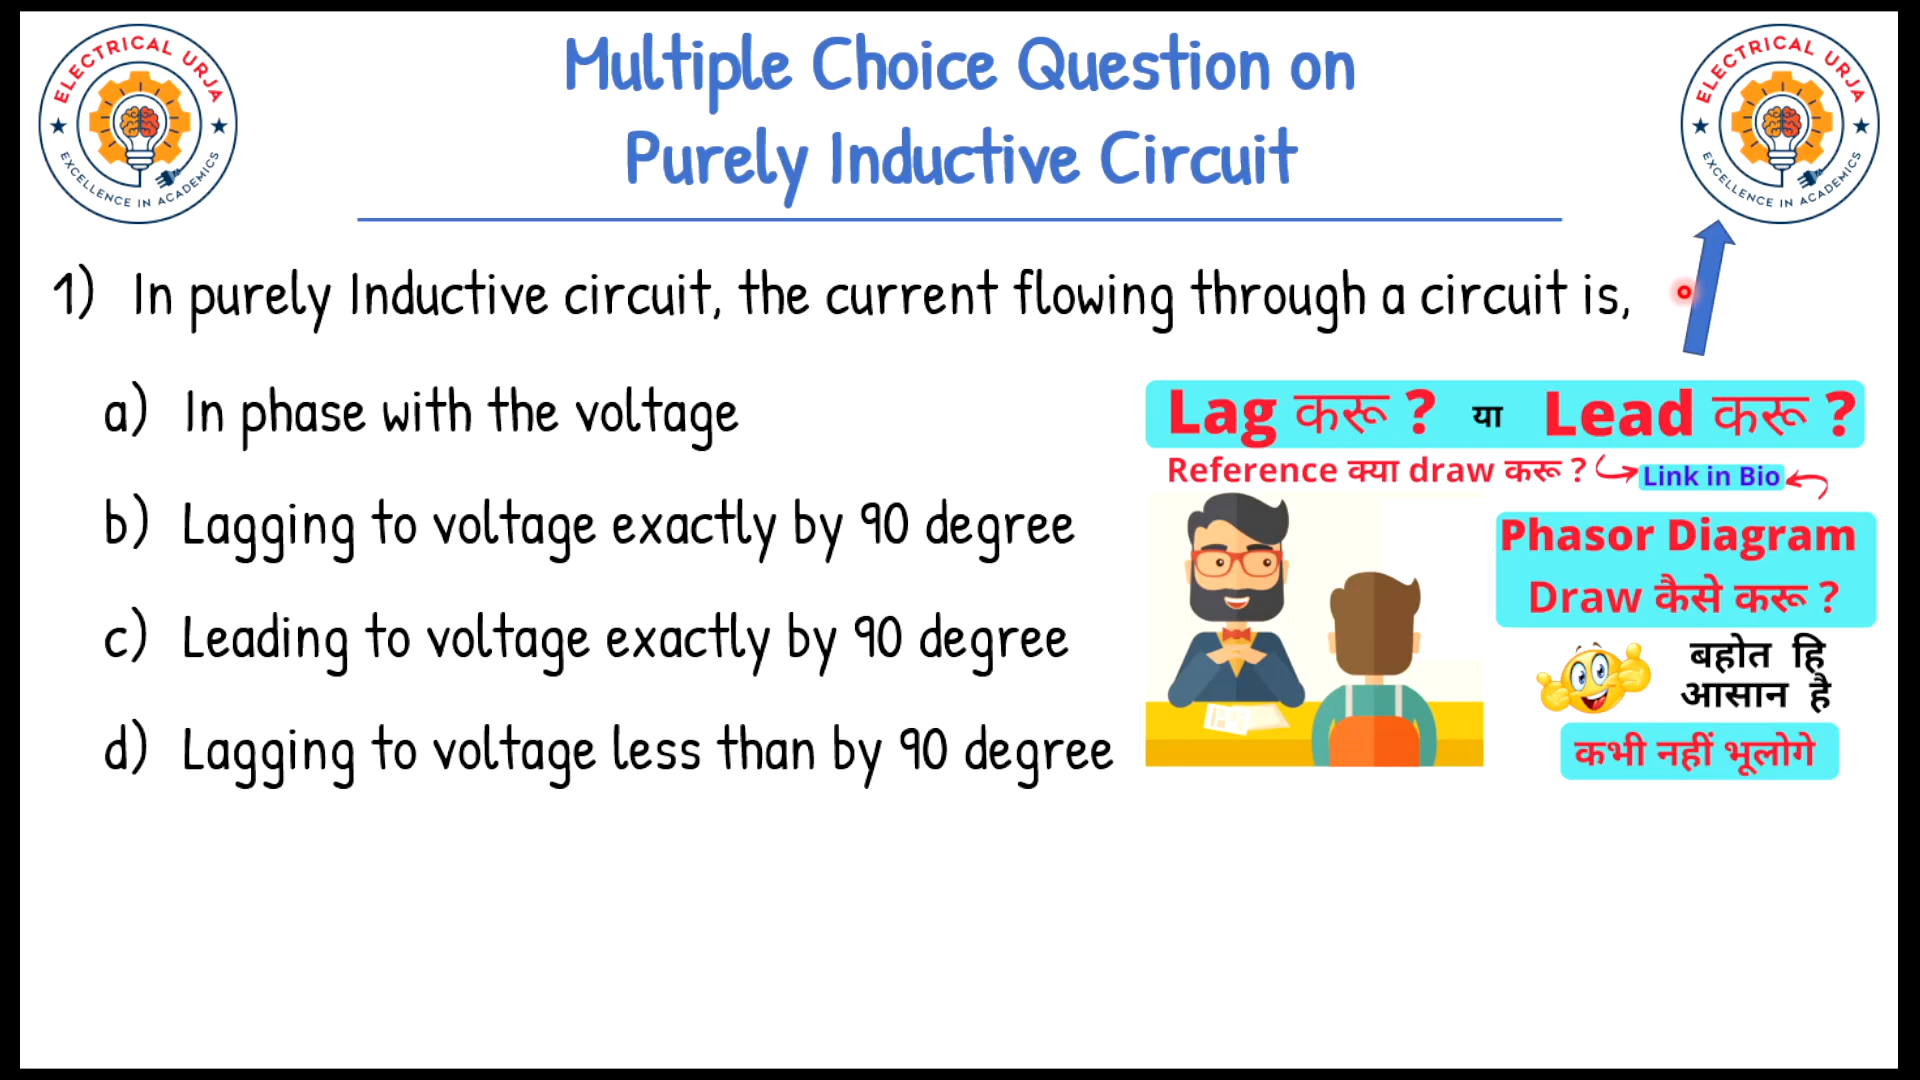 ELECTRICAL URJA
EXCELLENCE IN ACADEMICS
Multiple Choice Question on
Purely Inductive Circuit
ELECTRICAL URJA
EXCELLENCE IN ACADEMICS
1) In purely Inductive circuit, the current flowing through a circuit is,
a) In phase with the voltage
b) Lagging to voltage exactly by 90 degree
c) Leading to voltage exactly by 90 degree
d) Lagging to voltage less than by 90 degree
Lag करू ? या Lead करू ?
Reference क्या draw करू ? Link in Bio
Phasor Diagram
Draw कैसे करू ?
बहोत हि
आसान है
कभी नहीं भूलोगे